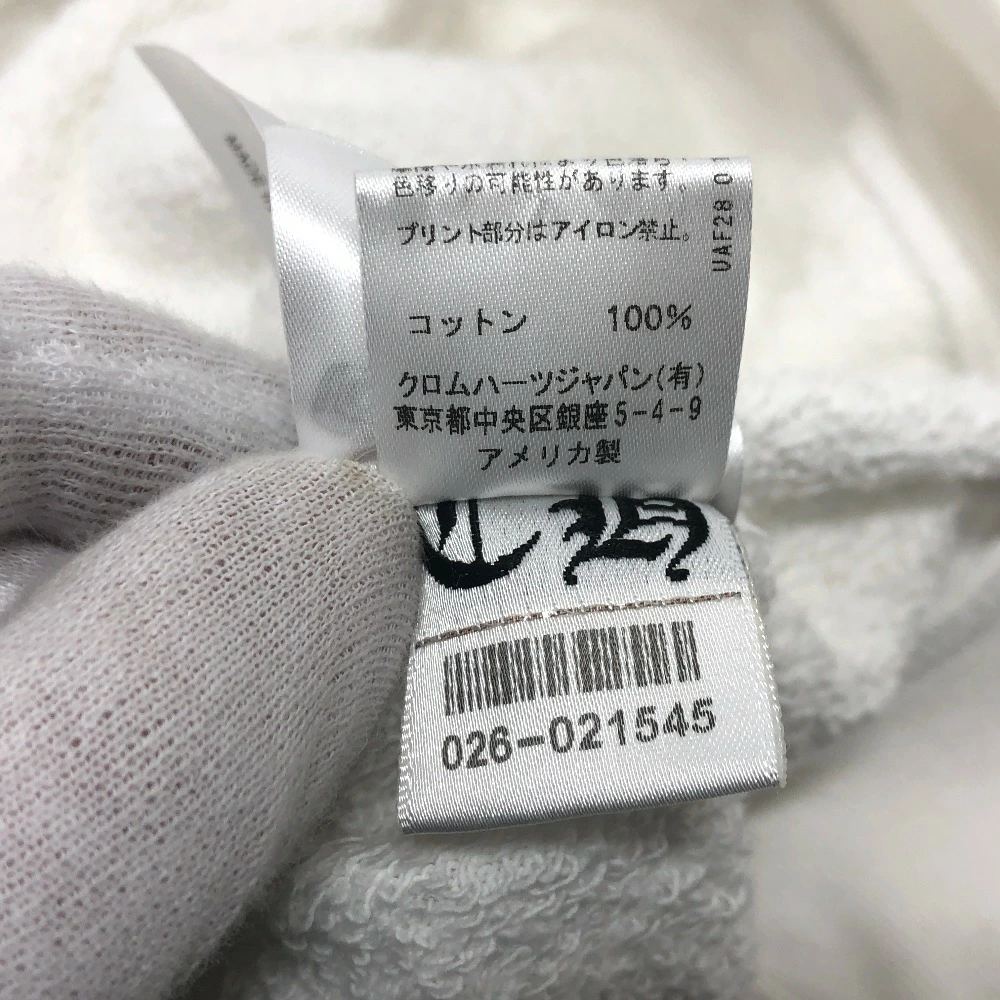 色移りの可能性があります。
プリント部分はアイロン禁止。
コットン 100%
クロムハーツジャパン(有)
東京都中央区銀座5-4-9
アメリカ製
UAF28
CH
026-021545
MADE